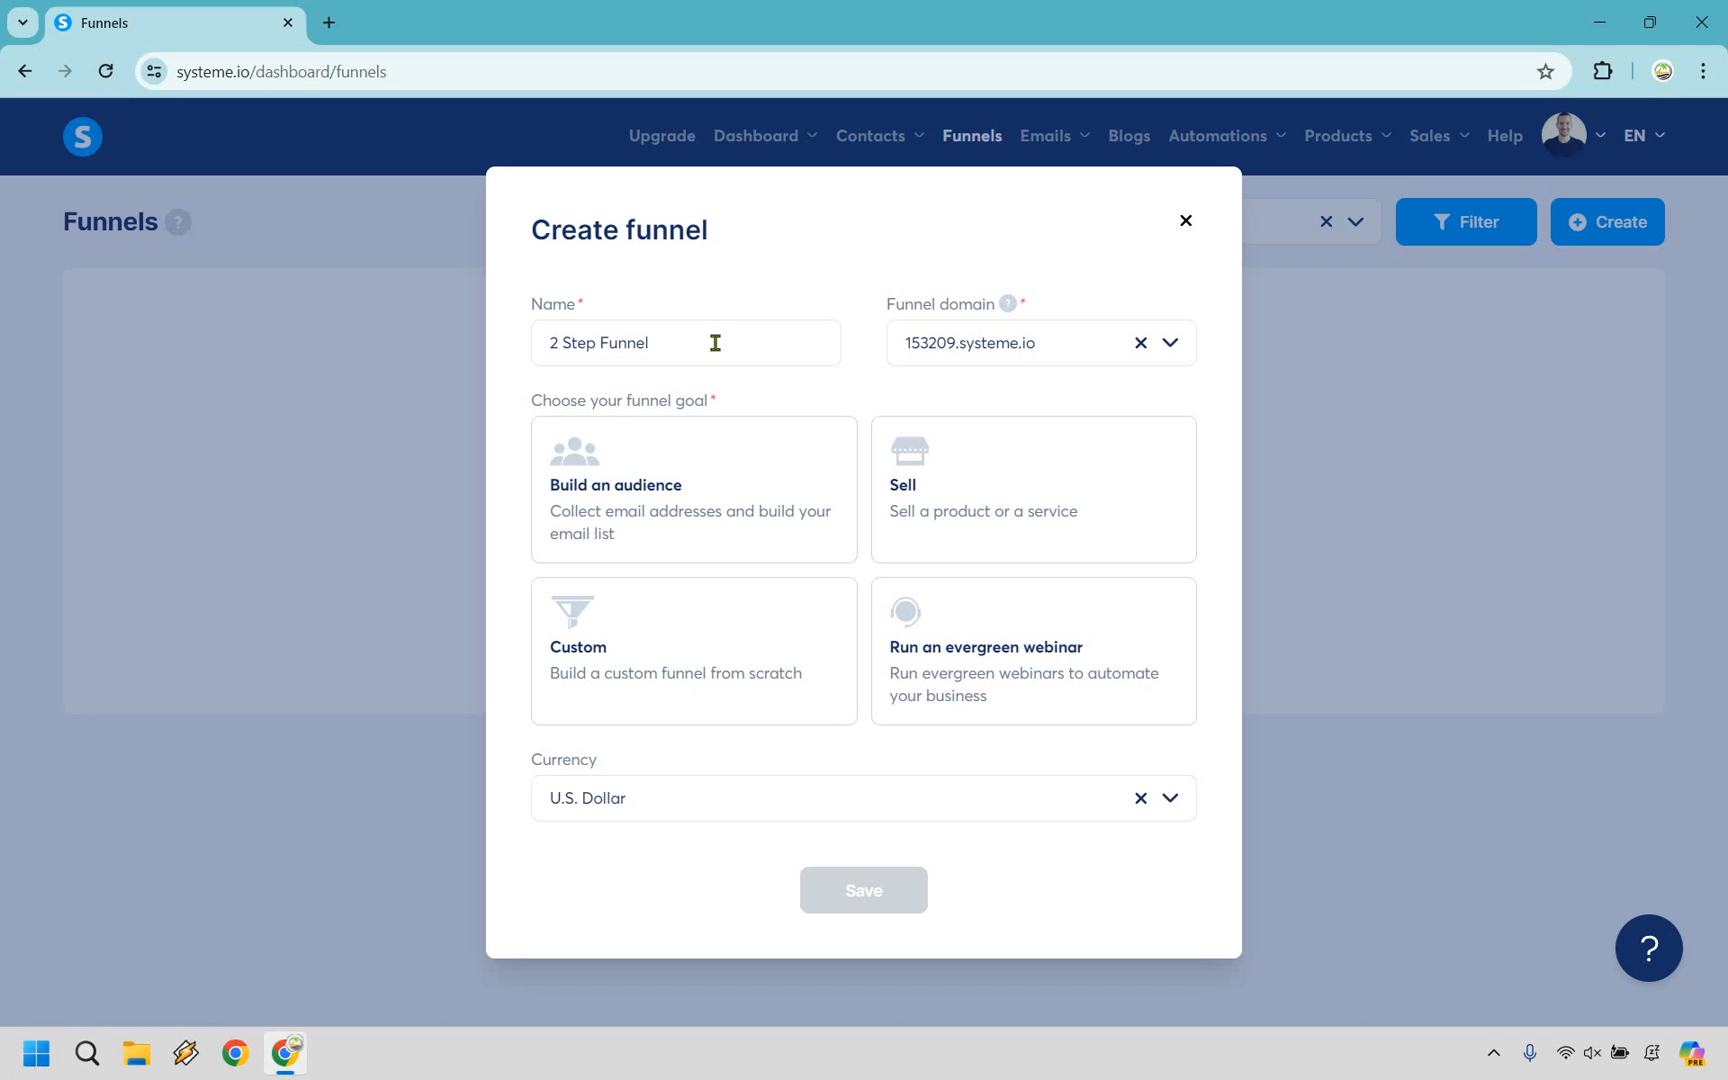 Funnels
systeme.io/dashboard/funnels
S
Upgrade Dashboard Contacts Funnels Emails Blogs Automations Products Sales Help EN
Funnels ?
Filter
Create
Create funnel
Name* Funnel domain ? *
2 Step Funnel 153209.systeme.io
Choose your funnel goal*
Build an audience
Collect email addresses and build your
email list
Sell
Sell a product or a service
Custom
Build a custom funnel from scratch
Run an evergreen webinar
Run evergreen webinars to automate
your business
Currency
U.S. Dollar
Save
?
PRE